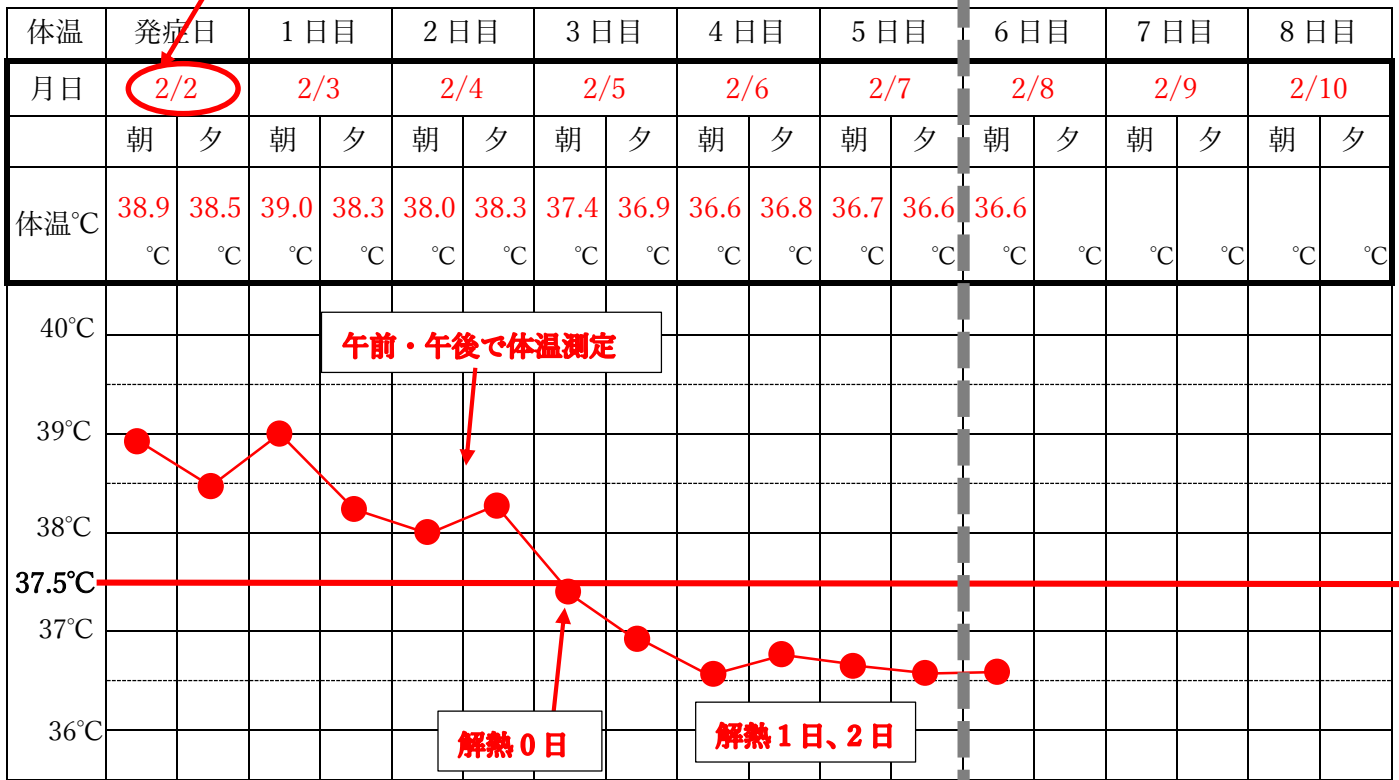 体温 発症日 1日目 2日目 3日目 4日目 5日目 6日目 7日目 8日目
月日 2/2 2/3 2/4 2/5 2/6 2/7 2/8 2/9 2/10
朝 夕 朝 夕 朝 夕 朝 夕 朝 夕 朝 夕 朝 夕 朝 夕 朝 夕
体温℃ 38.9 38.5 39.0 38.3 38.0 38.3 37.4 36.9 36.6 36.8 36.7 36.6 36.6
℃ ℃ ℃ ℃ ℃ ℃ ℃ ℃ ℃ ℃ ℃ ℃ ℃ ℃ ℃ ℃ ℃ ℃
40℃
午前・午後で体温測定
39℃
38℃
37.5℃
37℃
36℃
解熱0日
解熱1日、2日